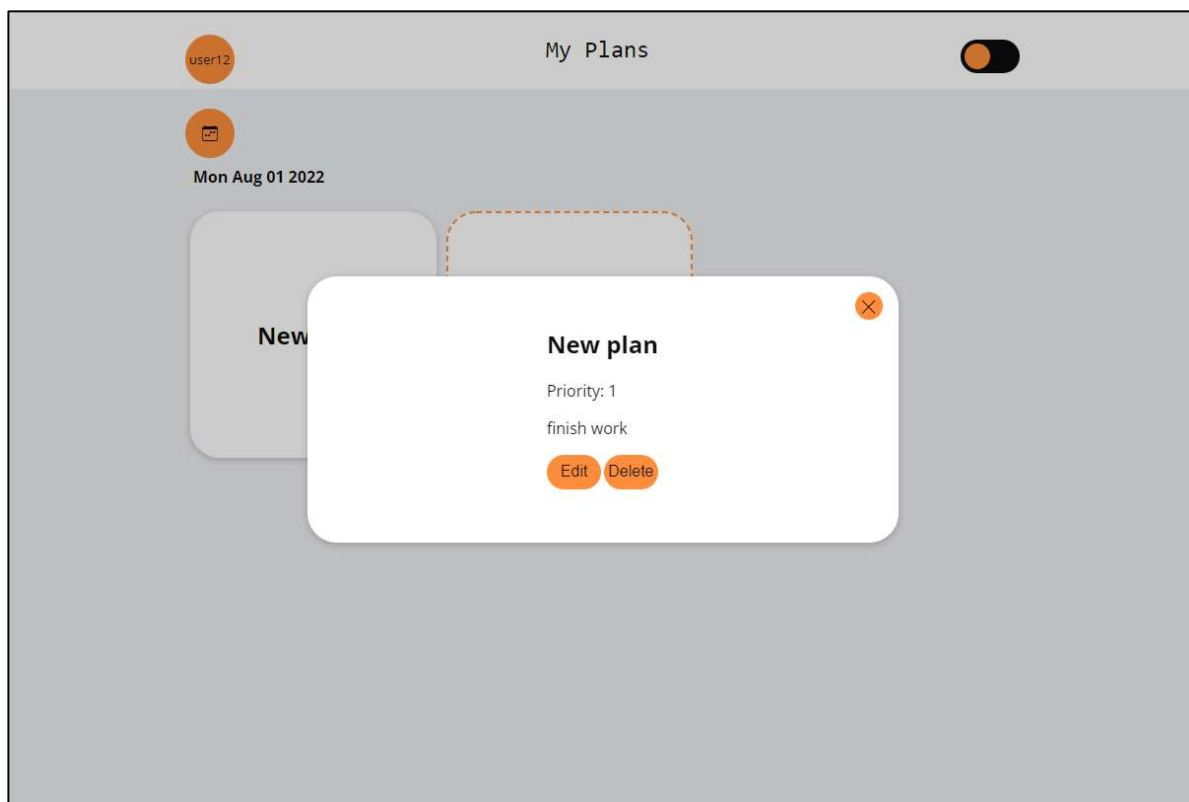 user12
My Plans
Mon Aug 01 2022
New
New plan
Priority: 1
finish work
Edit
Delete